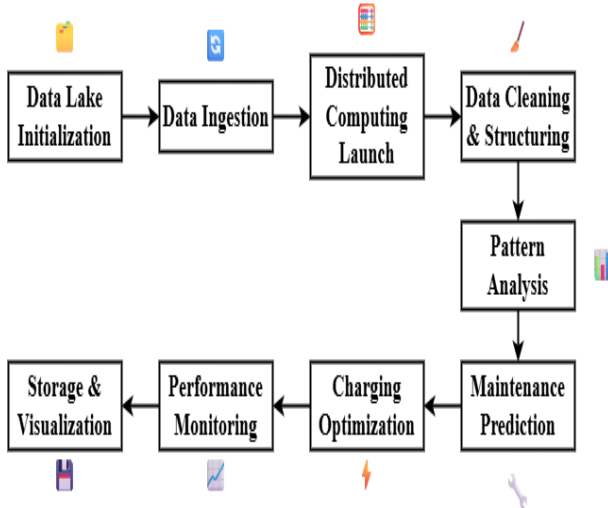 Data Lake
Initialization
Data Ingestion
Distributed
Computing
Launch
Data Cleaning
& Structuring
Pattern
Analysis
Maintenance
Prediction
Charging
Optimization
Performance
Monitoring
Storage &
Visualization